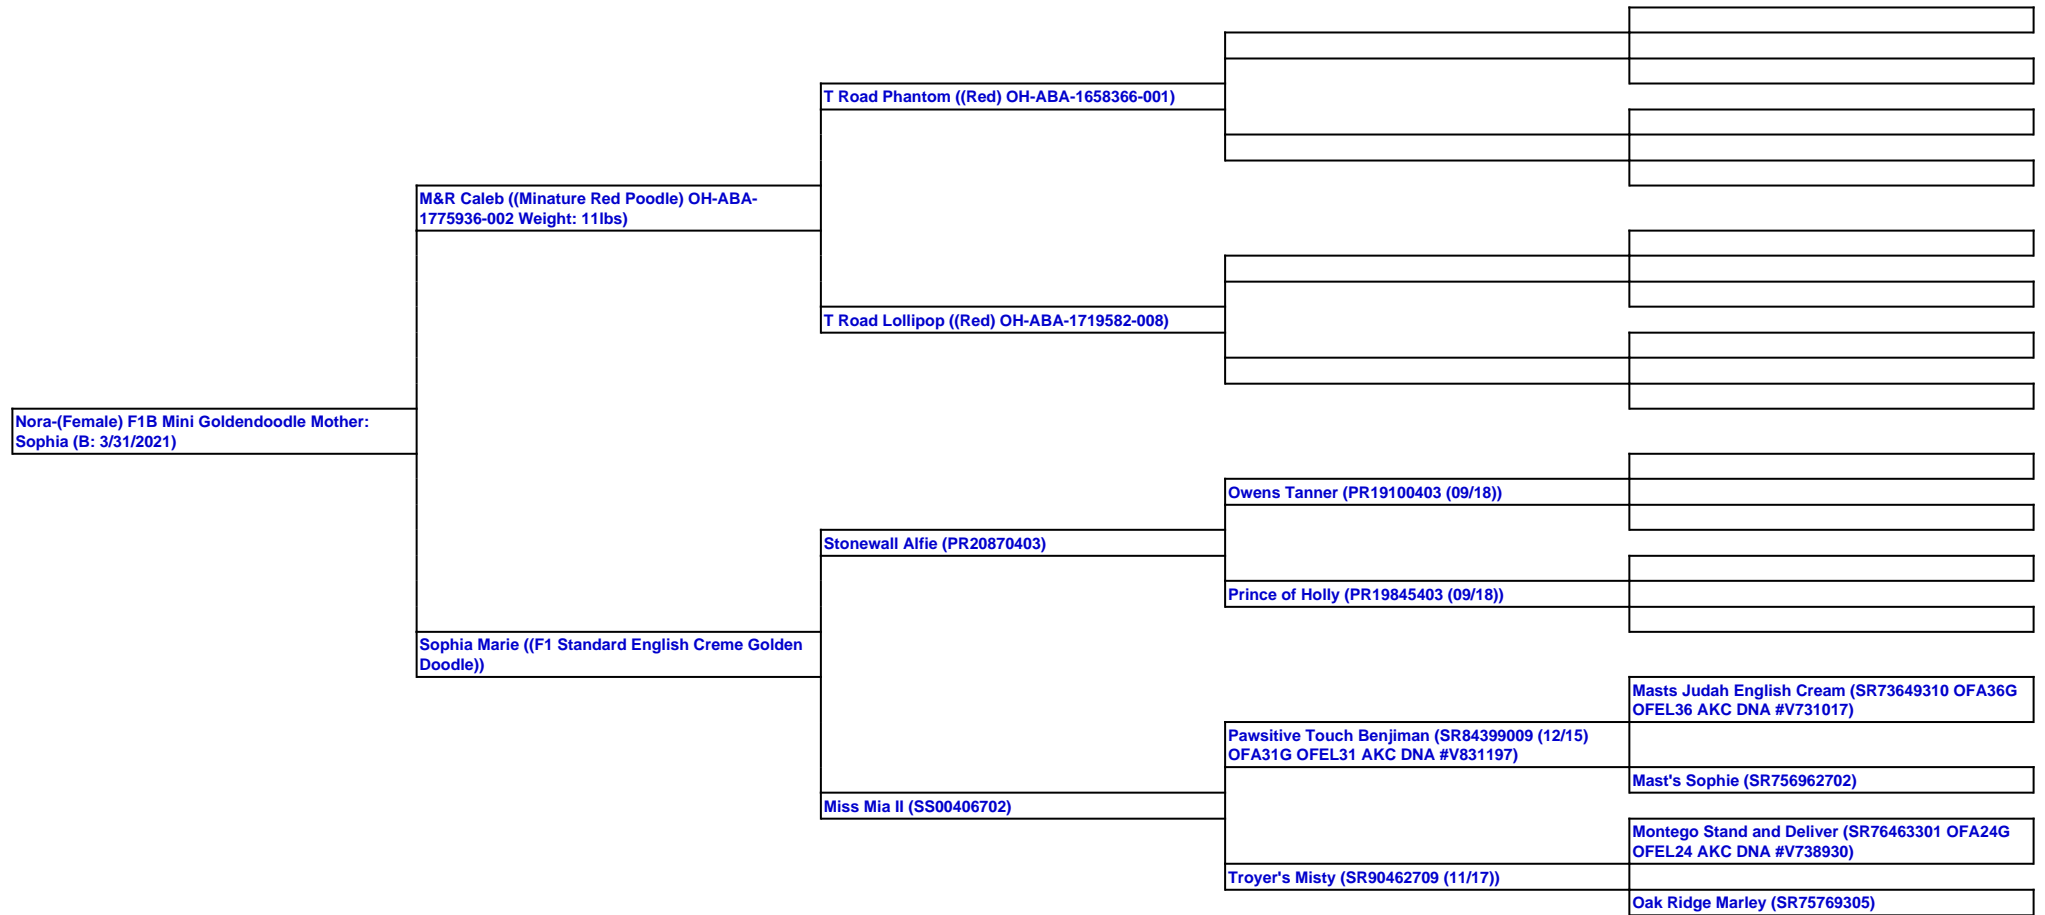 T Road Phantom ((Red) OH-ABA-1658366-001)
M&R Caleb ((Minature Red Poodle) OH-ABA-
1775936-002 Weight: 11lbs)
T Road Lollipop ((Red) OH-ABA-1719582-008)
Nora-(Female) F1B Mini Goldendoodle Mother:
Sophia (B: 3/31/2021)
Owens Tanner (PR19100403 (09/18))
Stonewall Alfie (PR20870403)
Prince of Holly (PR19845403 (09/18))
Sophia Marie ((F1 Standard English Creme Golden
Doodle))
Masts Judah English Cream (SR73649310 OFA36G
OFEL36 AKC DNA #V731017)
Pawsitive Touch Benjiman (SR84399009 (12/15)
OFA31G OFEL31 AKC DNA #V831197)
Mast's Sophie (SR756962702)
Miss Mia II (SS00406702)
Montego Stand and Deliver (SR76463301 OFA24G
OFEL24 AKC DNA #V738930)
Troyer's Misty (SR90462709 (11/17))
Oak Ridge Marley (SR75769305)